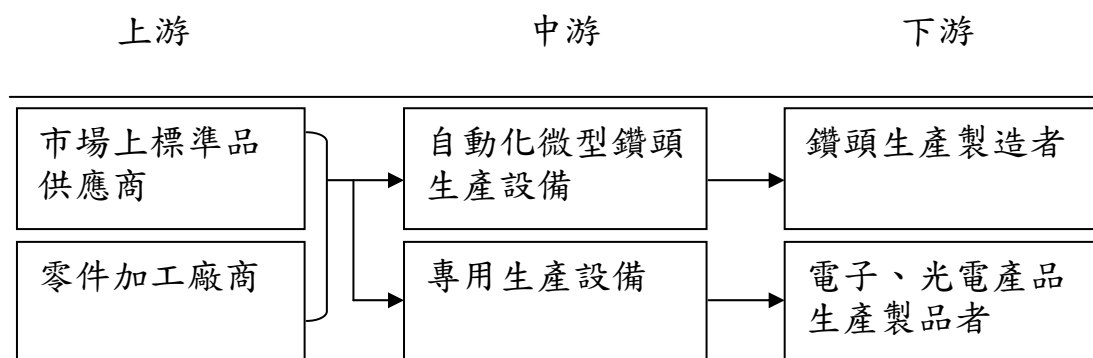 上游
中游
下游
市場上標準品
供應商
自動化微型鑽頭
生產設備
鑽頭生產製造者
零件加工廠商
專用生產設備
電子、光電產品
生產製品者